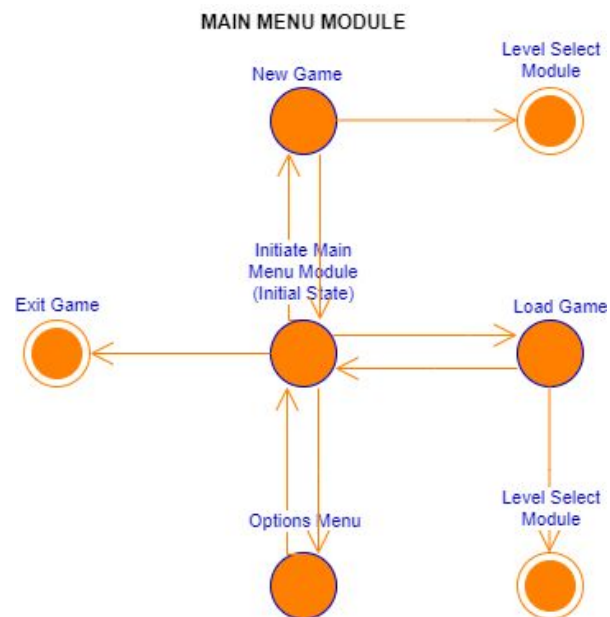 MAIN MENU MODULE
Level Select
Module
New Game
Initiate Main
Menu Module
(Initial State)
Exit Game
Load Game
Options Menu
Level Select
Module